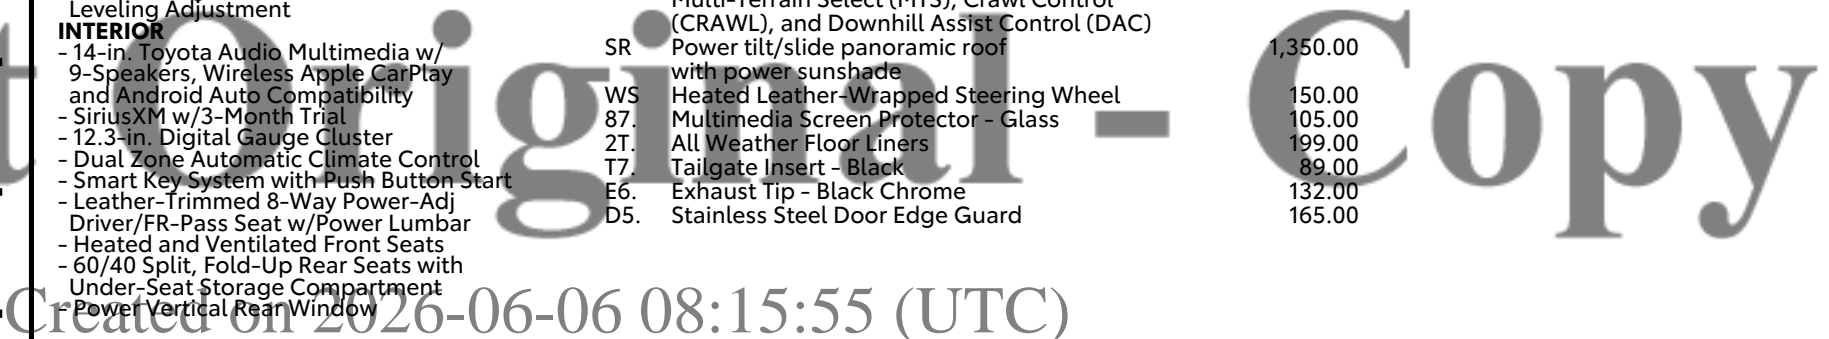 Leveling Adjustment
INTERIOR
- 14-in. Toyota Audio Multimedia w/
9-Speakers, Wireless Apple CarPlay
and Android Auto Compatibility
- SiriusXM w/3-Month Trial
- 12.3-in. Digital Gauge Cluster
- Dual Zone Automatic Climate Control
- Smart Key System with Push Button Start
- Leather-Trimmed 8-Way Power-Adj
Driver/FR-Pass Seat w/Power Lumbar
- Heated and Ventilated Front Seats
- 60/40 Split, Fold-Up Rear Seats with
Under-Seat Storage Compartment
- Power Vertical Rear Window
Multi-Terrain Select (MTS), Crawl Control
(CRAWL), and Downhill Assist Control (DAC)
SR Power tilt/slide panoramic roof 1,350.00
with power sunshade
WS Heated Leather-Wrapped Steering Wheel 150.00
87. Multimedia Screen Protector - Glass 105.00
2T. All Weather Floor Liners 199.00
T7. Tailgate Insert - Black 89.00
E6. Exhaust Tip - Black Chrome 132.00
D5. Stainless Steel Door Edge Guard 165.00
t Original - Copy
Created on 2026-06-06 08:15:55 (UTC)